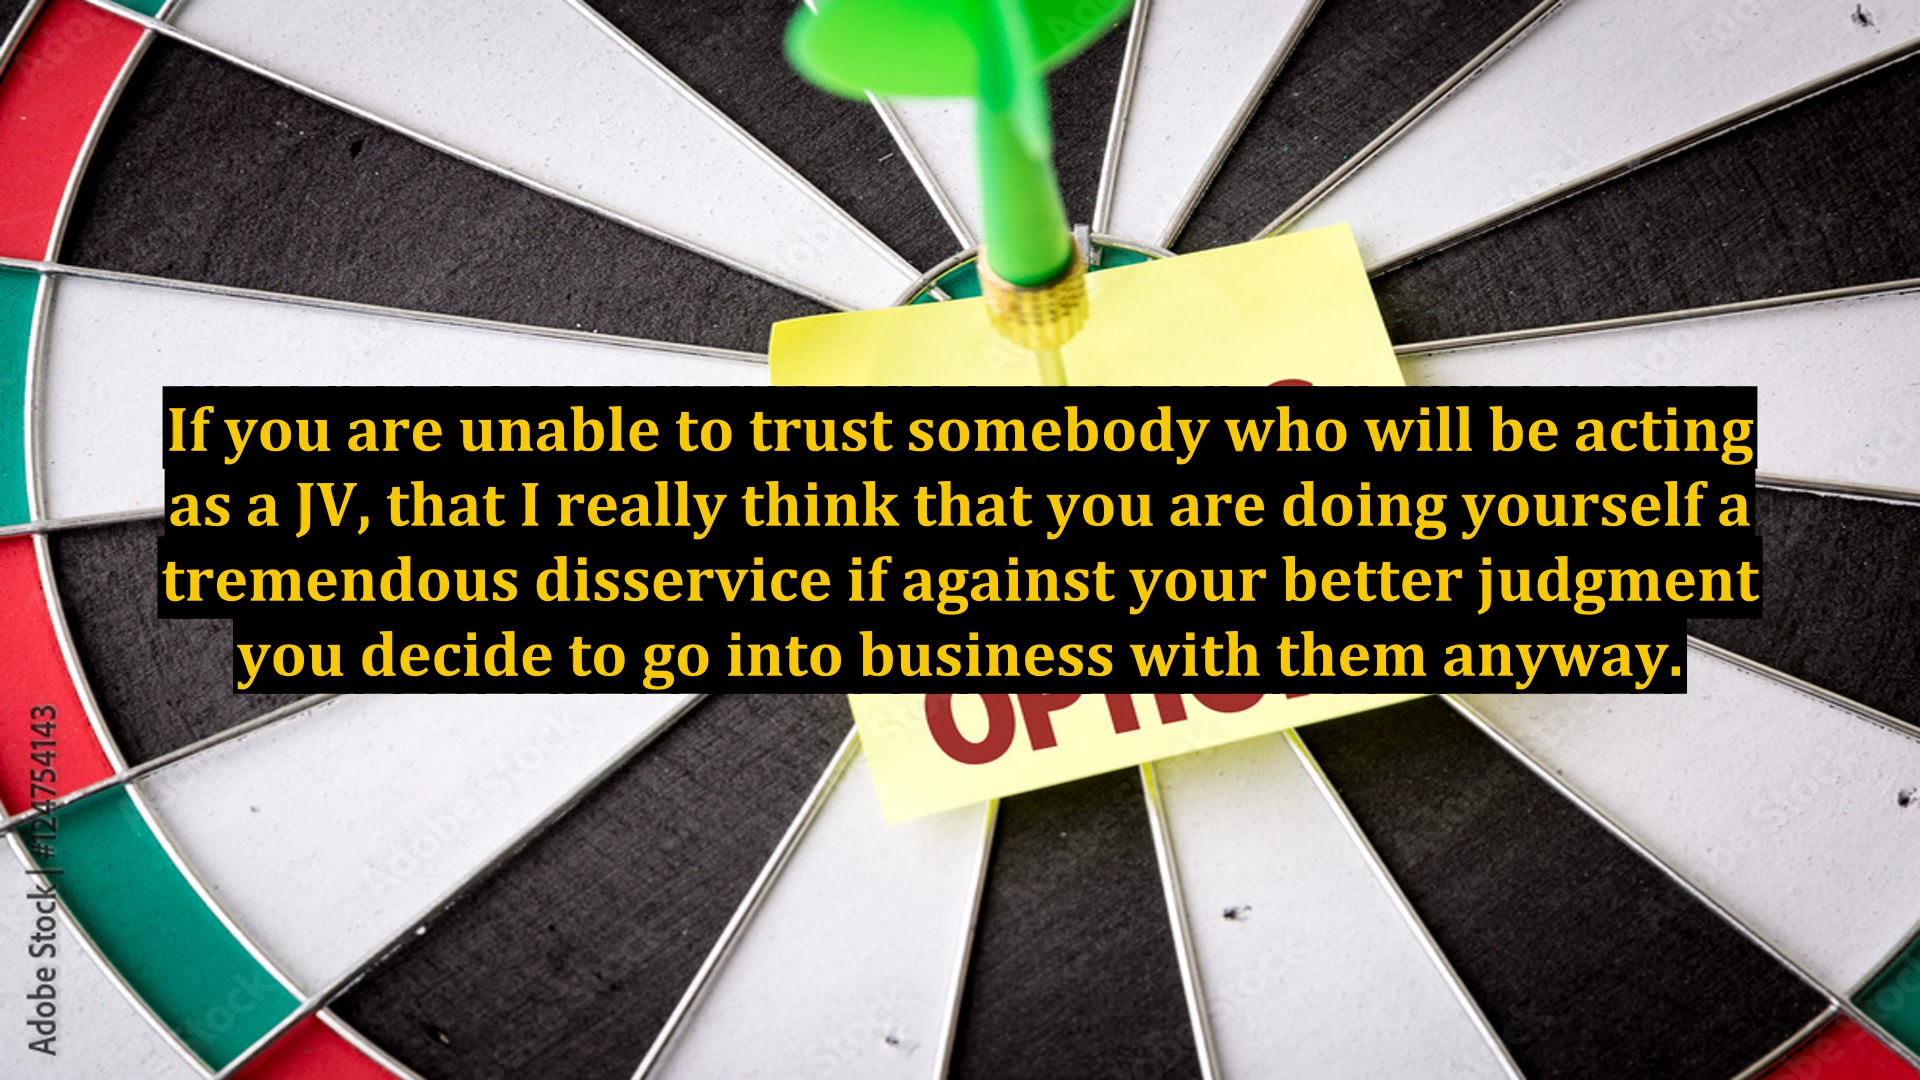 If you are unable to trust somebody who will be acting
as a JV, that I really think that you are doing yourself a
tremendous disservice if against your better judgment
you decide to go into business with them anyway.
Adobe Stock | #1247754143